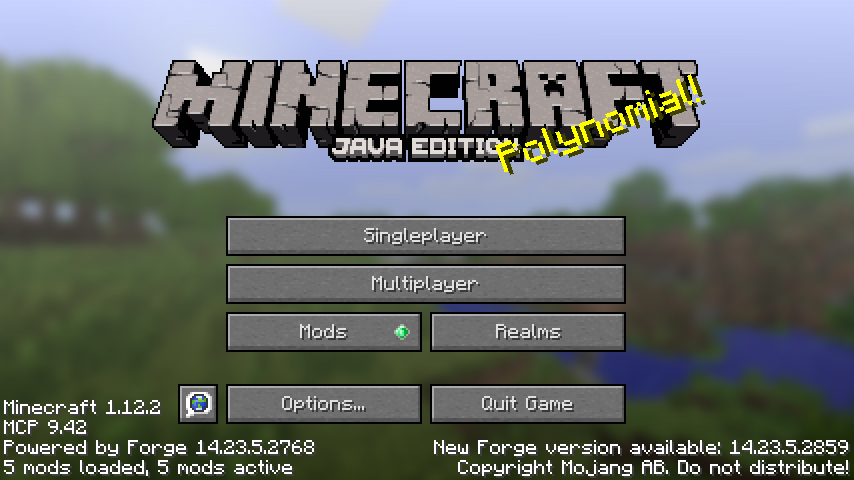 MINECRAFT
JAVA EDITION
Polynomial!
Singleplayer
Multiplayer
Mods
Realms
Options...
Quit Game
Minecraft 1.12.2
MCP 9.42
Powered by Forge 14.23.5.2768
5 mods loaded, 5 mods active
New Forge version available: 14.23.5.2859
Copyright Mojang AB. Do not distribute!